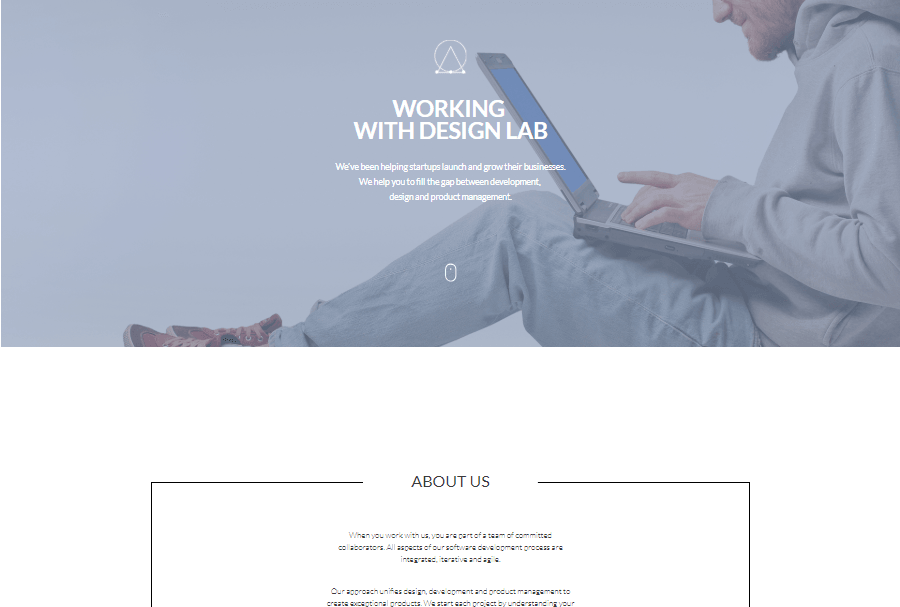 WORKING
WITH DESIGN LAB
We've been helping startups launch and grow their businesses.
We help you to fill the gap between development,
design and product management.
ABOUT US
When you work with us, you are part of a team of committed
collaborators. All aspects of our software development process are
integrated, iterative and agile.
Our approach unifies design, development and product management to
create exceptional products. We start each project by understanding your